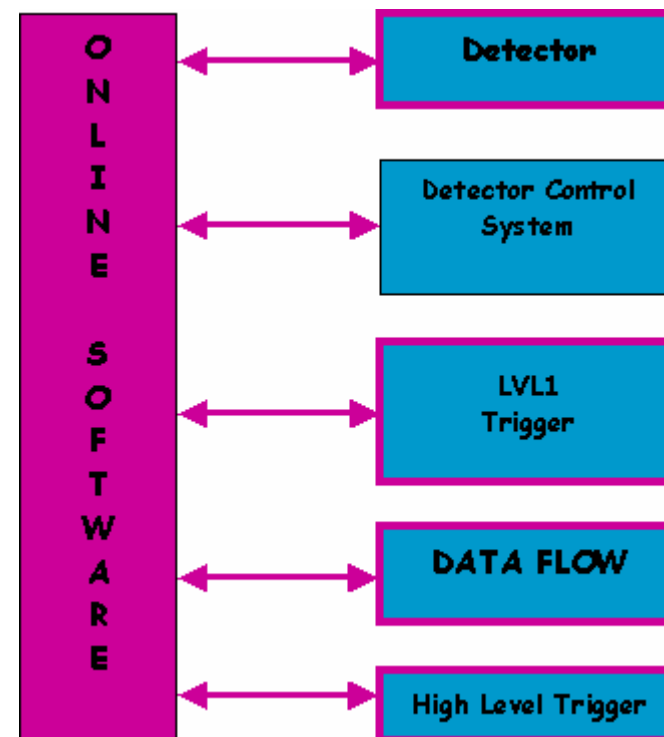 ONLINE SOFTWARE
Detector
Detector Control
System
LVL1
Trigger
DATA FLOW
High Level Trigger